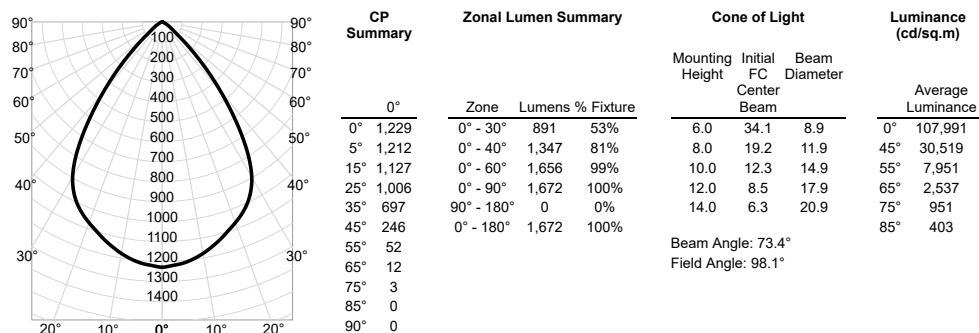 90° 90°
80° 80°
70° 70°
60° 60°
50° 50°
40° 40°
30° 30°
20° 10° 0° 10° 20°
100
200
300
400
500
600
700
800
900
1000
1100
1200
1300
1400
CP
Summary
0°
0° 1,229
5° 1,212
15° 1,127
25° 1,006
35° 697
45° 246
55° 52
65° 12
75° 3
85° 0
90° 0
Zonal Lumen Summary
Zone Lumens % Fixture
0° - 30° 891 53%
0° - 40° 1,347 81%
0° - 60° 1,656 99%
0° - 90° 1,672 100%
90° - 180° 0 0%
0° - 180° 1,672 100%
Cone of Light
Mounting Initial Beam
Height FC Diameter
Center
Beam
6.0 34.1 8.9
8.0 19.2 11.9
10.0 12.3 14.9
12.0 8.5 17.9
14.0 6.3 20.9
Beam Angle: 73.4°
Field Angle: 98.1°
Luminance
(cd/sq.m)
Average
Luminance
0° 107,991
45° 30,519
55° 7,951
65° 2,537
75° 951
85° 403